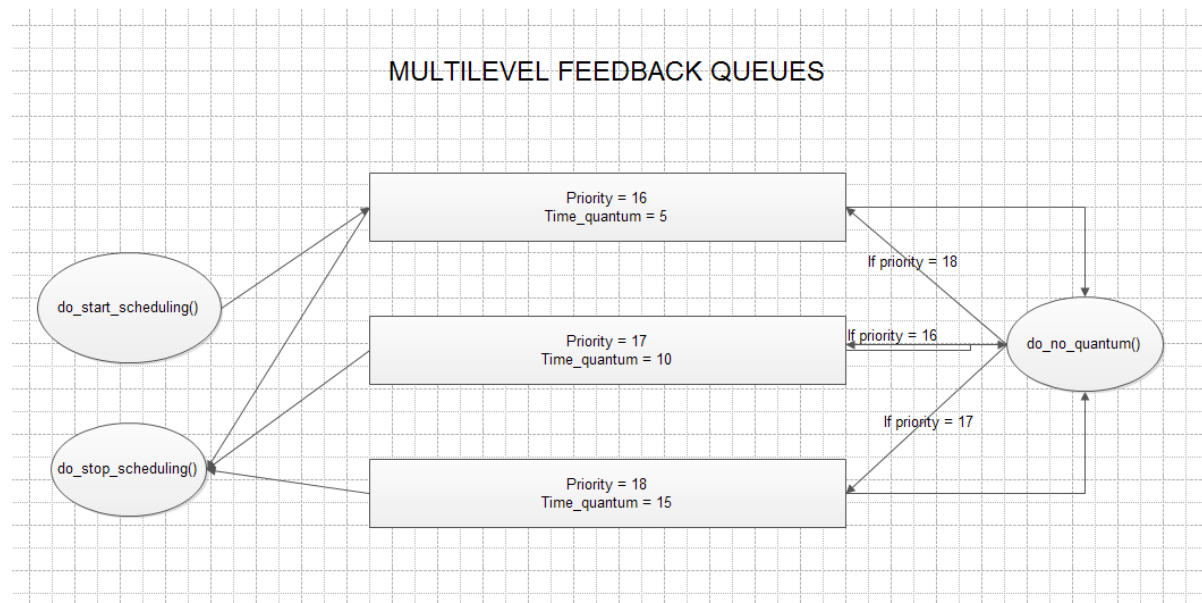 MULTILEVEL FEEDBACK QUEUES
Priority = 16
Time_quantum = 5
If priority = 18
do_start_scheduling()
Priority = 17
Time_quantum = 10
If priority = 16
do_no_quantum()
If priority = 17
do_stop_scheduling()
Priority = 18
Time_quantum = 15